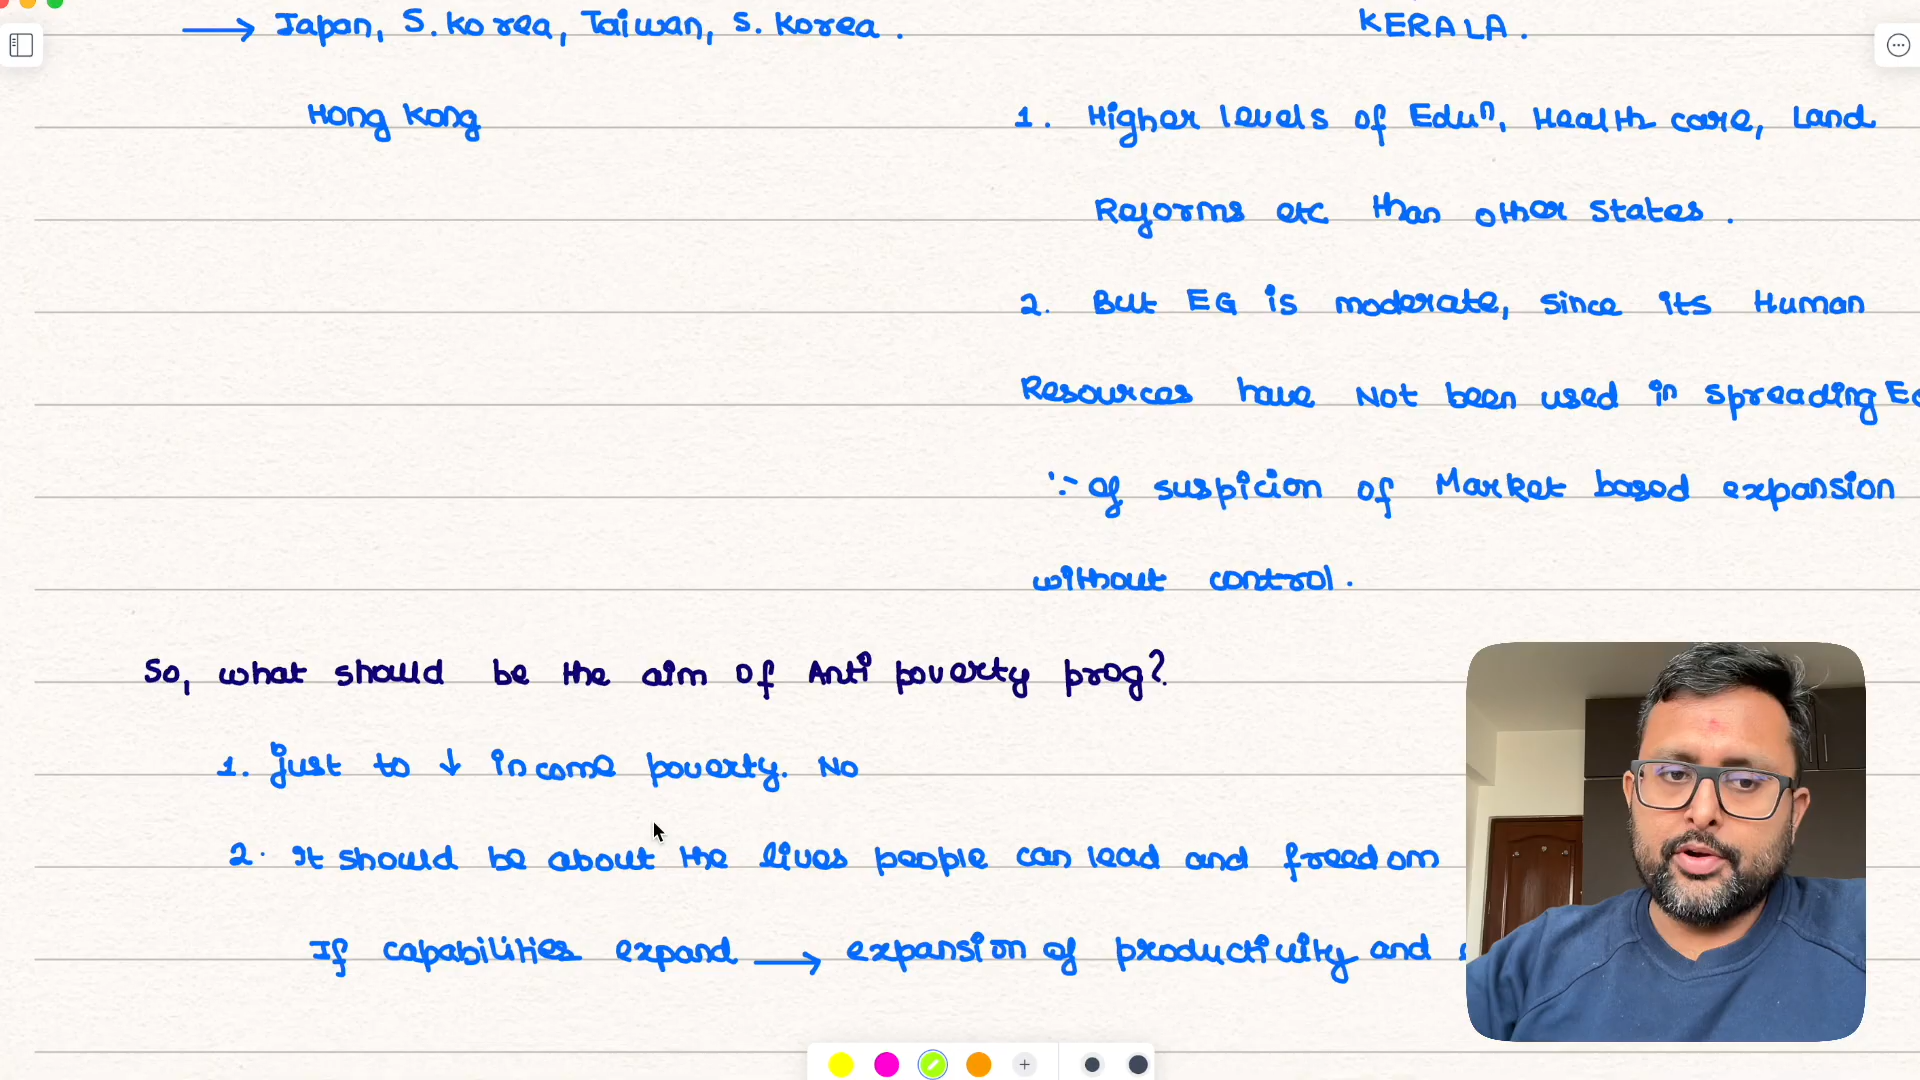 → Japan, S. Korea, Taiwan, S. Korea.
Hong Kong
KERALA.
1. Higher levels of Eduⁿ, Health care, Land
Reforms etc than other states.
2. But EG is moderate, since its Human
Resources have Not been used in spreading
∵ of suspicion of Market based expansion
without control.
So, what should be the aim of Anti poverty prog?
1. just to ↓ income poverty. No
2. It should be about the lives people can lead and freedom
If capabilities expand → expansion of productivity and